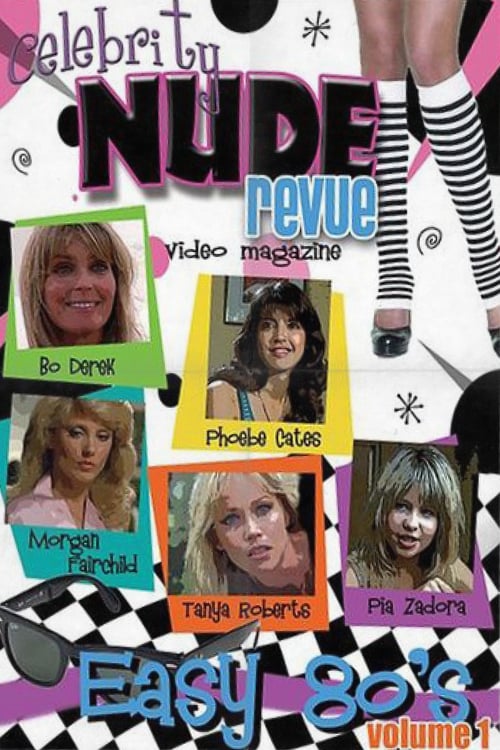 celebrity
NUDE
revue
video magazine
Bo Derek
Phoebe Cates
Morgan
Fairchild
Tanya Roberts
Pia Zadora
Easy 80's
volume 1